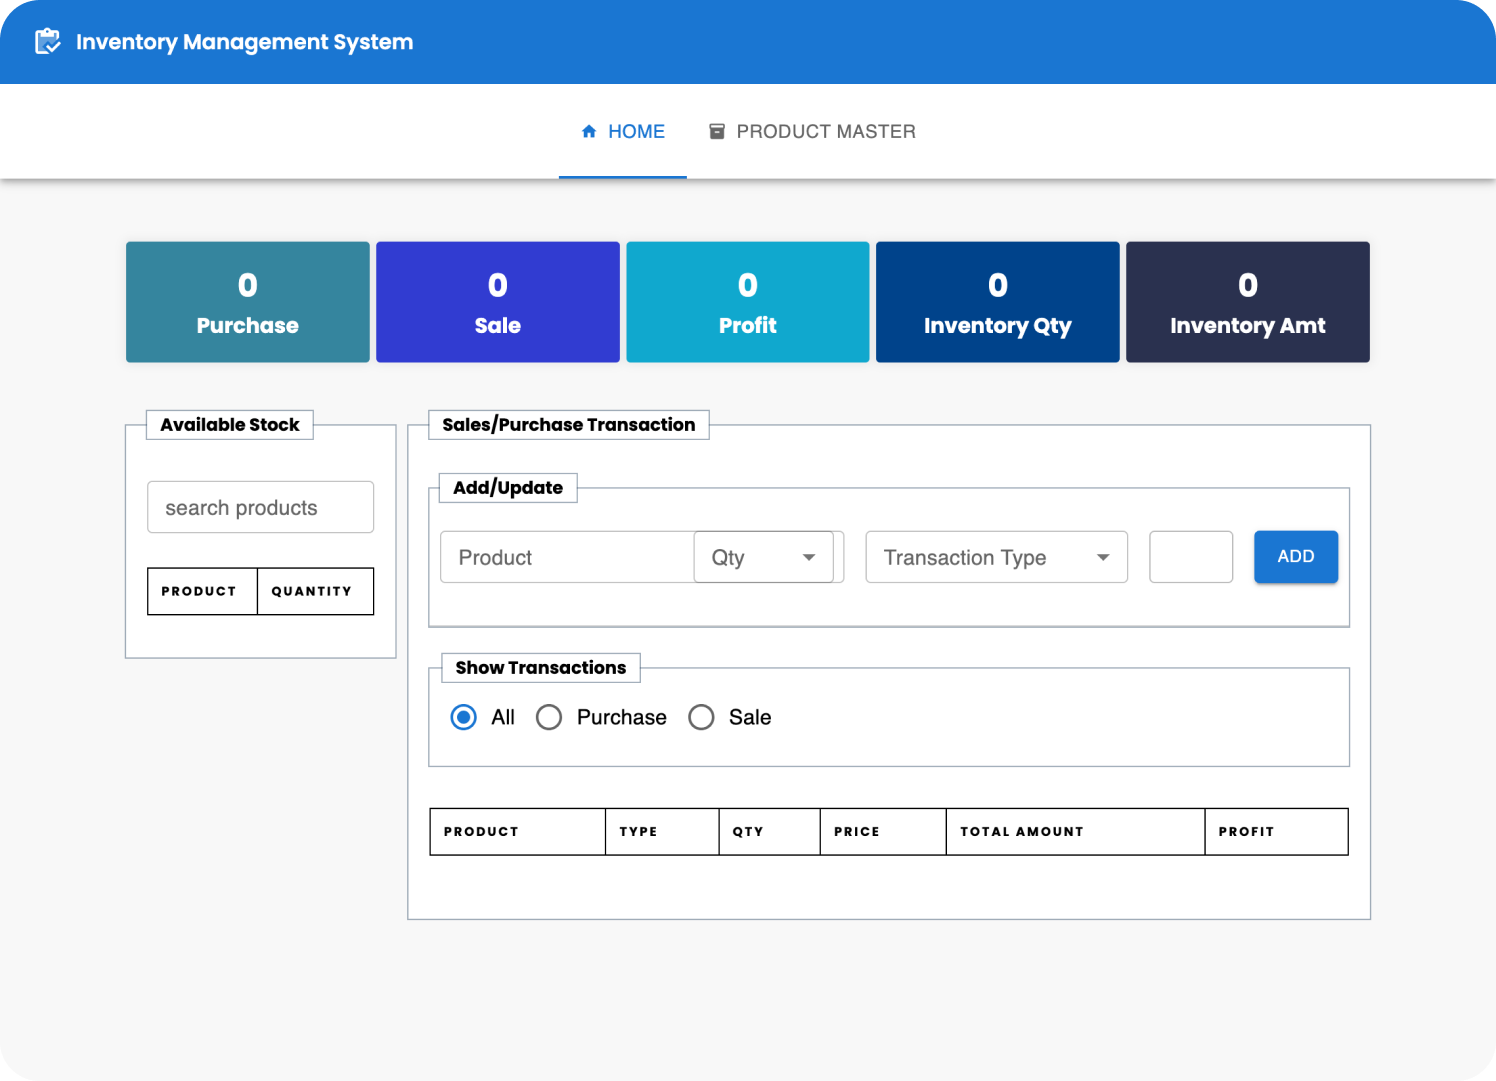 Inventory Management System
HOME
PRODUCT MASTER
0
Purchase
0
Sale
0
Profit
0
Inventory Qty
0
Inventory Amt
Available Stock
search products
PRODUCT QUANTITY
Sales/Purchase Transaction
Add/Update
Product
Qty
Transaction Type
ADD
Show Transactions
All Purchase Sale
PRODUCT TYPE QTY PRICE TOTAL AMOUNT PROFIT